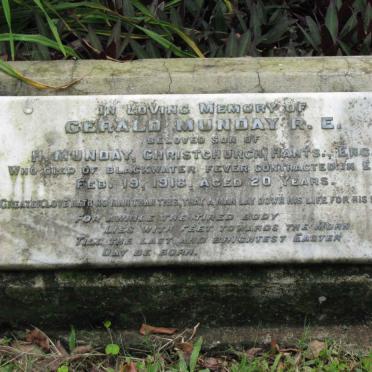 IN LOVING MEMORY OF
GERALD MUNDAY R. E.
BELOVED SON OF
MUNDAY, CHRISTCHURCH, HANTS., ENG
WHO DIED OF BLACKWATER FEVER CONTRACTED IN E
FEB. 19, 1918, AGED 20 YEARS.
GREATER LOVE HATH NO MAN THAN THIS, THAT A MAN LAY DOWN HIS LIFE, FOR HIS
FOR AWHILE THE TIRED BODY
LIES WITH FEET TOWARDS THE MORN
TILL THE LAST AND BRIGHTEST EASTER
DAY BE BORN.